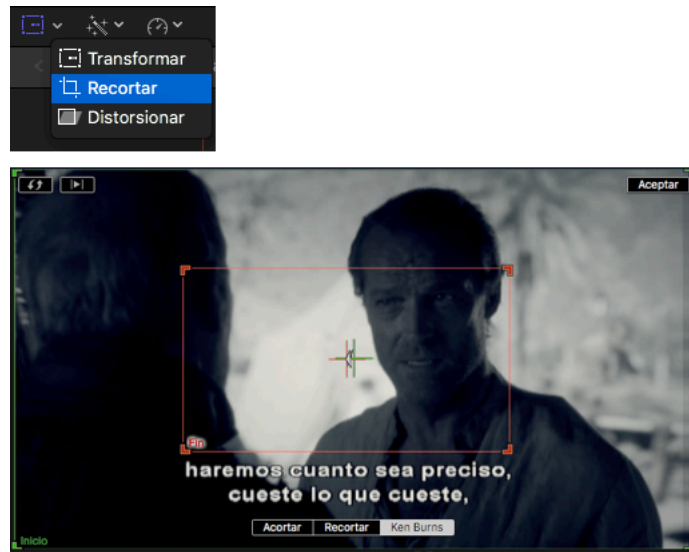 Transformar
Recortar
Distorsionar
Aceptar
Fin
haremos cuanto sea preciso,
cueste lo que cueste,
Acortar Recortar Ken Burns
Inicio